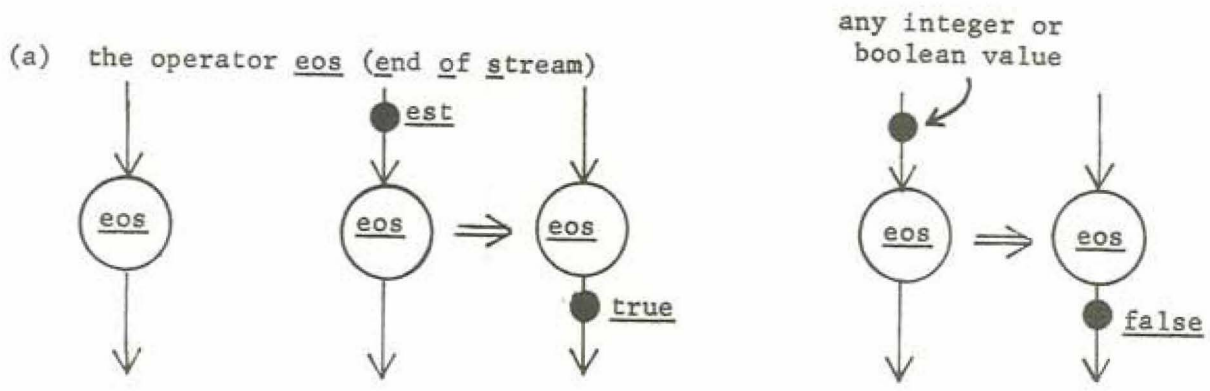 any integer or
boolean value
(a) the operator eos (end of stream)
est
eos
eos
eos
true
eos
eos
false